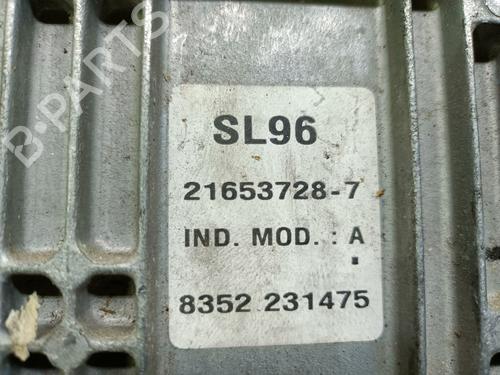 B-PARTS
SL96
21653728-7
IND. MOD. : A
8352 231475